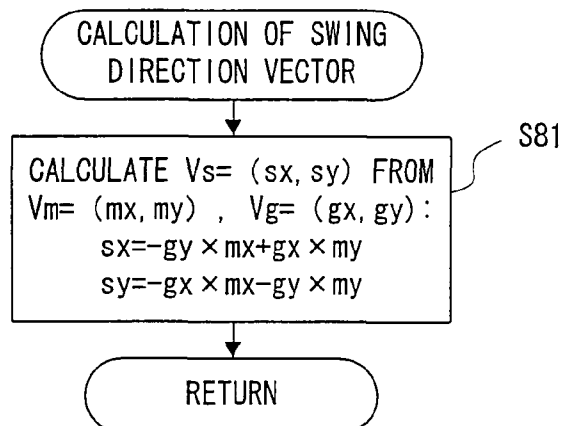 CALCULATION OF SWING
DIRECTION VECTOR
S81
CALCULATE Vs= (sx, sy) FROM
Vm= (mx, my) , Vg= (gx, gy) :
sx=-gy×mx+gx×my
sy=-gx×mx-gy×my
RETURN